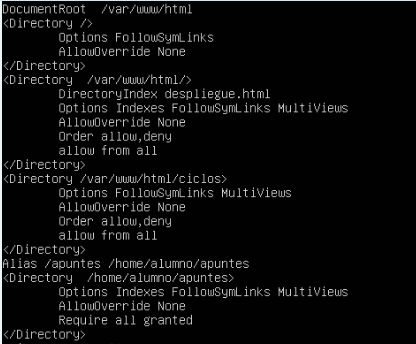 DocumentRoot  /var/www/html
<Directory />
        Options FollowSymLinks
        AllowOverride None
</Directory>
<Directory  /var/www/html/>
        DirectoryIndex despliegue.html
        Options Indexes FollowSymLinks MultiViews
        AllowOverride None
        Order allow,deny
        allow from all
</Directory>
<Directory /var/www/html/ciclos>
        Options FollowSymLinks MultiViews
        AllowOverride None
        Order allow,deny
        allow from all
</Directory>
Alias /apuntes /home/alumno/apuntes
<Directory  /home/alumno/apuntes>
        Options Indexes FollowSymLinks MultiViews
        AllowOverride None
        Require all granted
</Directory>